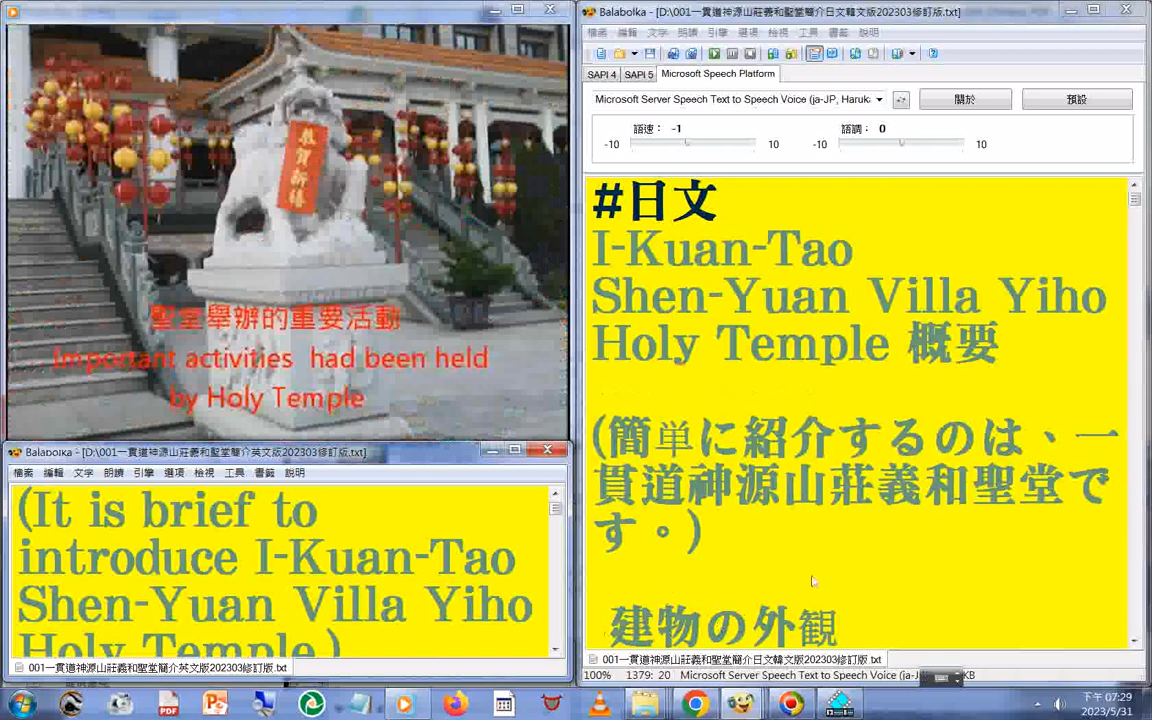 恭賀新禧
聖堂舉辦的重要活動
Important activities had been held
by Holy Temple
Balabolka - [D:\001一貫道神源山莊義和聖堂簡介英文版202303修訂版.txt]
檔案 編輯 文字 朗讀 引擎 選項 檢視 工具 書籤 說明
(It is brief to
introduce I-Kuan-Tao
Shen-Yuan Villa Yiho
Holy Temple.)
001一貫道神源山莊義和聖堂簡介英文版202303修訂版.txt
Balabolka - [D:\001一貫道神源山莊義和聖堂簡介日文韓文版202303修訂版.txt]
檔案 編輯 文字 朗讀 引擎 選項 檢視 工具 書籤 說明
SAPI 4 SAPI 5 Microsoft Speech Platform
Microsoft Server Speech Text to Speech Voice (ja-JP, Haruka
關於 預設
語速： -1 語調： 0
-10 10 -10 10
#日文
I-Kuan-Tao
Shen-Yuan Villa Yiho
Holy Temple 概要
(簡単に紹介するのは、一
貫道神源山莊義和聖堂で
す。)
建物の外観
001一貫道神源山莊義和聖堂簡介日文韓文版202303修訂版.txt
100% 1379: 20 Microsoft Server Speech Text to Speech Voice (ja-J KB
PDF
下午 07:29
2023/5/31